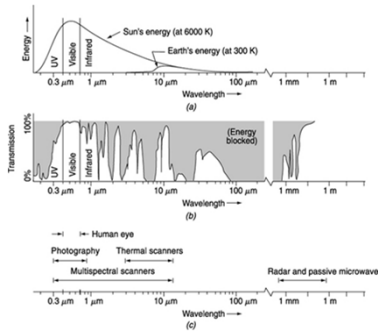 Energy
UV
Visible
Infrared
Sun's energy (at 6000 K)
Earth's energy (at 300 K)
0.3 μm
1 μm
10 μm
100 μm
1 mm
1 m
Wavelength
(a)
Transmission
100%
0%
UV
Visible
Infrared
(Energy
blocked)
0.3 μm
1 μm
10 μm
100 μm
1 mm
1 m
Wavelength
(b)
Human eye
Photography
Thermal scanners
Multispectral scanners
Radar and passive microwave
0.3 μm
1 μm
10 μm
100 μm
1 mm
1 m
Wavelength
(c)